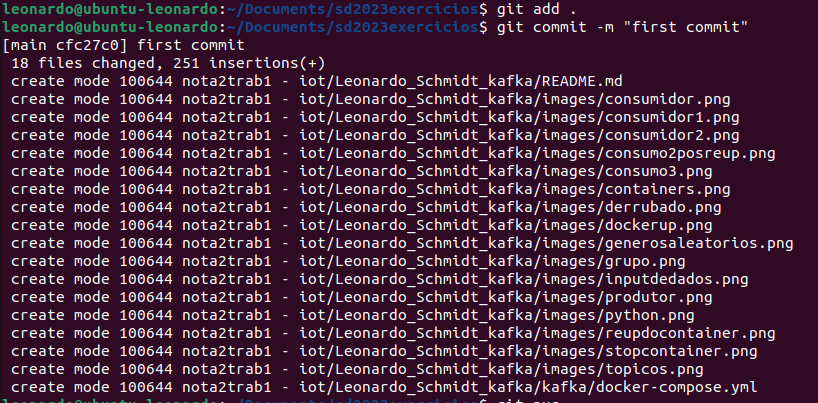 leonardo@ubuntu-leonardo:~/Documents/sd2023exercicios$ git add .
leonardo@ubuntu-leonardo:~/Documents/sd2023exercicios$ git commit -m "first commit"
[main cfc27c0] first commit
 18 files changed, 251 insertions(+)
 create mode 100644 nota2trab1 - iot/Leonardo_Schmidt_kafka/README.md
 create mode 100644 nota2trab1 - iot/Leonardo_Schmidt_kafka/images/consumidor.png
 create mode 100644 nota2trab1 - iot/Leonardo_Schmidt_kafka/images/consumidor1.png
 create mode 100644 nota2trab1 - iot/Leonardo_Schmidt_kafka/images/consumidor2.png
 create mode 100644 nota2trab1 - iot/Leonardo_Schmidt_kafka/images/consumo2posreup.png
 create mode 100644 nota2trab1 - iot/Leonardo_Schmidt_kafka/images/consumo3.png
 create mode 100644 nota2trab1 - iot/Leonardo_Schmidt_kafka/images/containers.png
 create mode 100644 nota2trab1 - iot/Leonardo_Schmidt_kafka/images/derrubado.png
 create mode 100644 nota2trab1 - iot/Leonardo_Schmidt_kafka/images/dockerup.png
 create mode 100644 nota2trab1 - iot/Leonardo_Schmidt_kafka/images/generosaleatorios.png
 create mode 100644 nota2trab1 - iot/Leonardo_Schmidt_kafka/images/grupo.png
 create mode 100644 nota2trab1 - iot/Leonardo_Schmidt_kafka/images/inputdedados.png
 create mode 100644 nota2trab1 - iot/Leonardo_Schmidt_kafka/images/produtor.png
 create mode 100644 nota2trab1 - iot/Leonardo_Schmidt_kafka/images/python.png
 create mode 100644 nota2trab1 - iot/Leonardo_Schmidt_kafka/images/reupdocontainer.png
 create mode 100644 nota2trab1 - iot/Leonardo_Schmidt_kafka/images/stopcontainer.png
 create mode 100644 nota2trab1 - iot/Leonardo_Schmidt_kafka/images/topicos.png
 create mode 100644 nota2trab1 - iot/Leonardo_Schmidt_kafka/kafka/docker-compose.yml
leonardo@ubuntu-leonardo:~/Documents/sd2023exercicios$ git